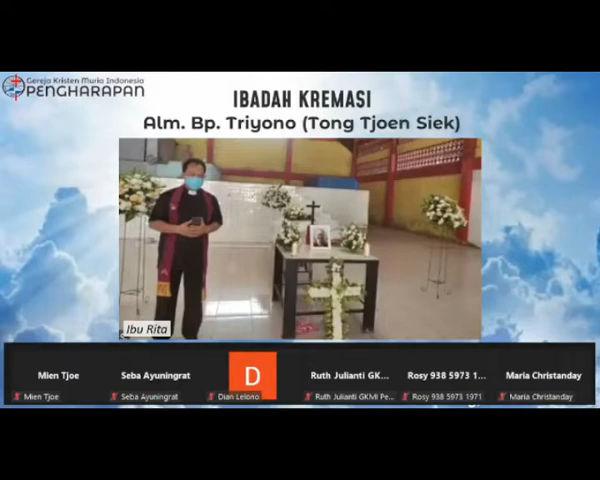 Gereja Kristen Muria Indonesia
PENGHARAPAN
IBADAH KREMASI
Alm. Bp. Triyono (Tong Tjoen Siek)
Ibu Rita
Mien Tjoe
Seba Ayuningrat
D
Ruth Julianti GK...
Rosy 938 5973 1...
Maria Christanday
Mien Tjoe
Seba Ayuningrat
Dian Lelono
Ruth Julianti GKMI Pe...
Rosy 938 5973 1971
Maria Christanday